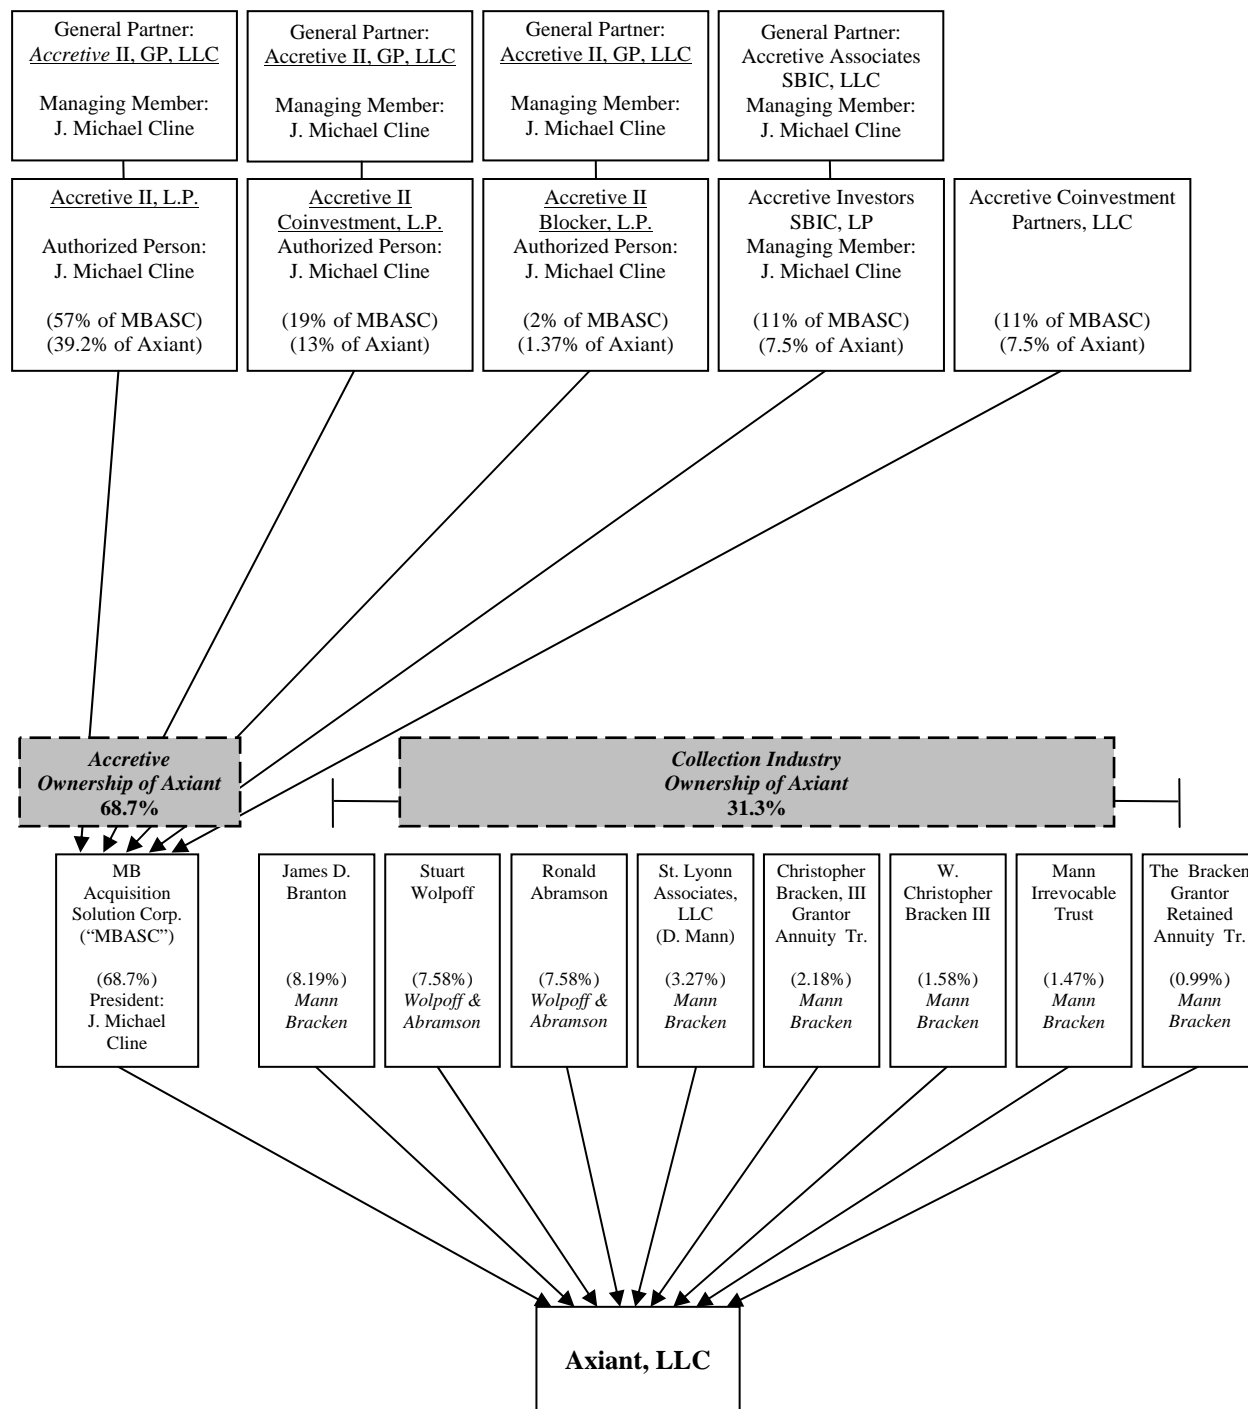 General Partner:
Accretive II, GP, LLC
Managing Member:
J. Michael Cline
General Partner:
Accretive II, GP, LLC
Managing Member:
J. Michael Cline
General Partner:
Accretive II, GP, LLC
Managing Member:
J. Michael Cline
General Partner:
Accretive Associates
SBIC, LLC
Managing Member:
J. Michael Cline
Accretive II, L.P.
Authorized Person:
J. Michael Cline
(57% of MBASC)
(39.2% of Axiant)
Accretive II
Coinvestment, L.P.
Authorized Person:
J. Michael Cline
(19% of MBASC)
(13% of Axiant)
Accretive II
Blocker, L.P.
Authorized Person:
J. Michael Cline
(2% of MBASC)
(1.37% of Axiant)
Accretive Investors
SBIC, LP
Managing Member:
J. Michael Cline
(11% of MBASC)
(7.5% of Axiant)
Accretive Coinvestment
Partners, LLC
(11% of MBASC)
(7.5% of Axiant)
Accretive
Ownership of Axiant
68.7%
Collection Industry
Ownership of Axiant
31.3%
MB
Acquisition
Solution Corp.
(“MBASC”)
(68.7%)
President:
J. Michael
Cline
James D.
Branton
(8.19%)
Mann
Bracken
Stuart
Wolpoff
(7.58%)
Wolpoff &
Abramson
Ronald
Abramson
(7.58%)
Wolpoff &
Abramson
St. Lyonn
Associates,
LLC
(D. Mann)
(3.27%)
Mann
Bracken
Christopher
Bracken, III
Grantor
Annuity Tr.
(2.18%)
Mann
Bracken
W.
Christopher
Bracken III
(1.58%)
Mann
Bracken
Mann
Irrevocable
Trust
(1.47%)
Mann
Bracken
The Bracken
Grantor
Retained
Annuity Tr.
(0.99%)
Mann
Bracken
Axiant, LLC